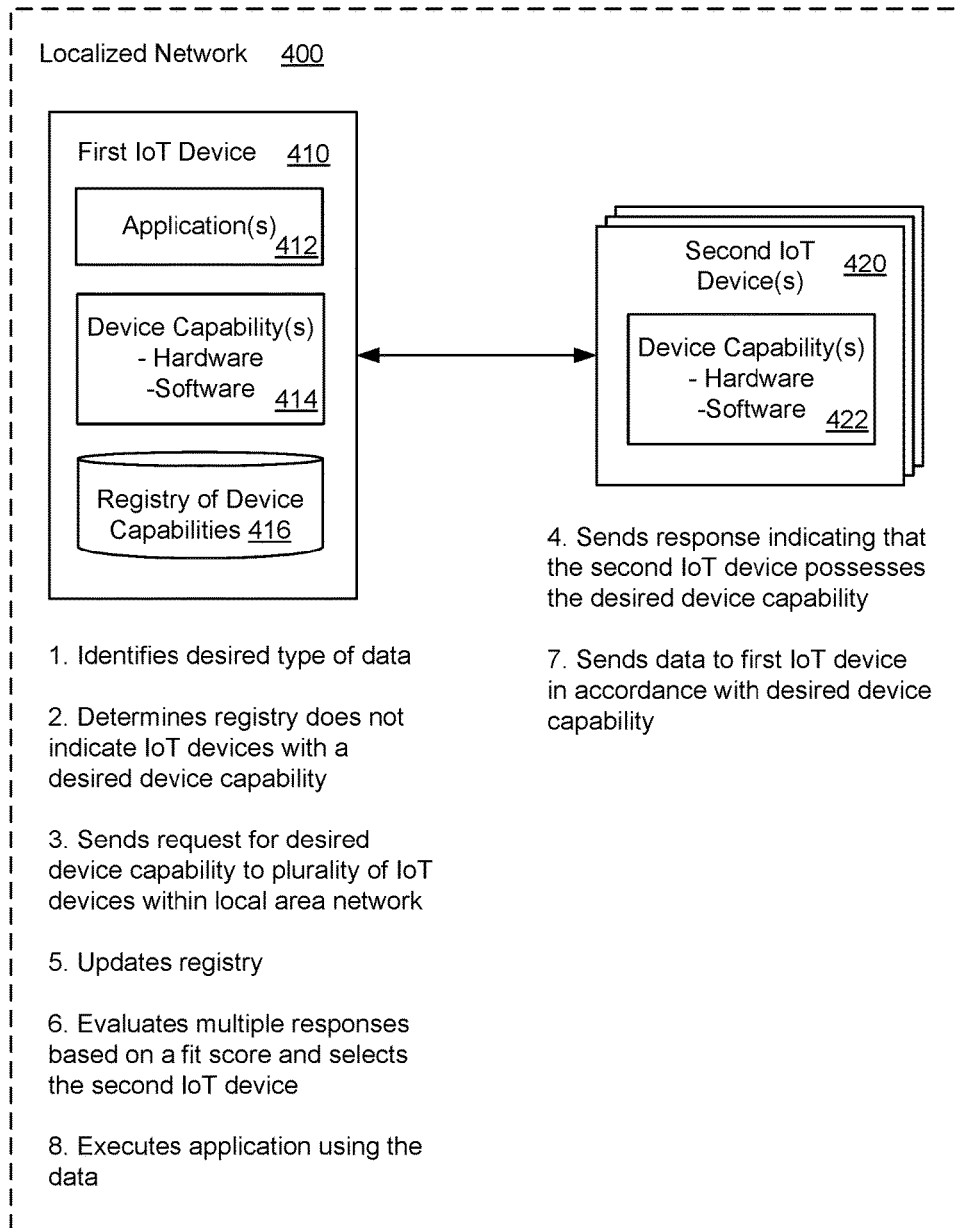 Localized Network 400
First IoT Device 410
Application(s)
412
Device Capability(s)
- Hardware
-Software
414
Registry of Device
Capabilities 416
Second IoT
Device(s)
420
Device Capability(s)
- Hardware
-Software
422
1. Identifies desired type of data
2. Determines registry does not
indicate IoT devices with a
desired device capability
3. Sends request for desired
device capability to plurality of IoT
devices within local area network
5. Updates registry
6. Evaluates multiple responses
based on a fit score and selects
the second IoT device
8. Executes application using the
data
4. Sends response indicating that
the second IoT device possesses
the desired device capability
7. Sends data to first IoT device
in accordance with desired device
capability